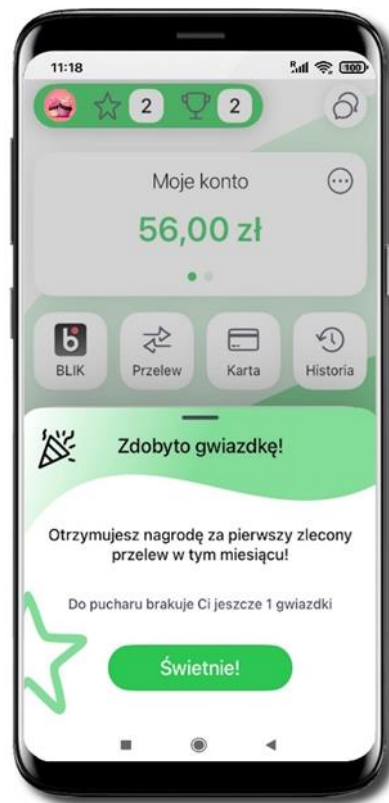 11:18
R
100
2
2
Moje konto
56,00 zł
b
BLIK
Przelew
Karta
Historia
Zdobyto gwiazdkę!
Otrzymujesz nagrodę za pierwszy zlecony
przelew w tym miesiącu!
Do pucharu brakuje Ci jeszcze 1 gwiazdki
Świetnie!